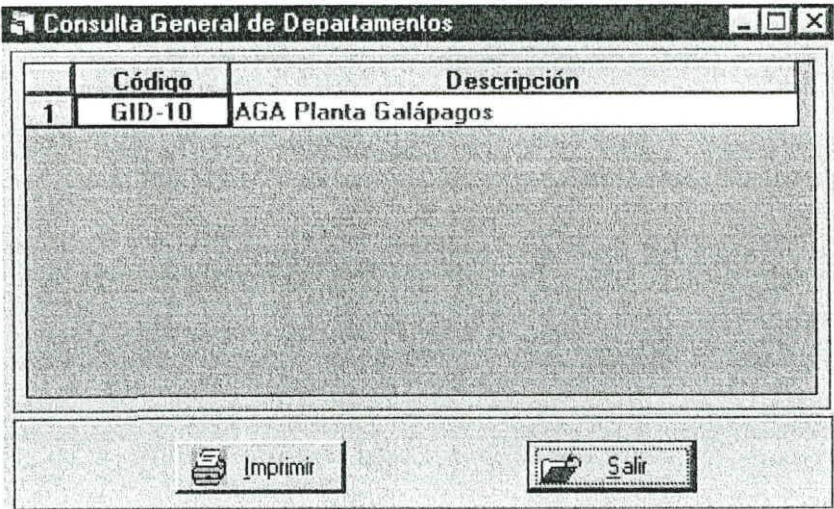 Consulta General de Departamentos
Código Descripción
1 GID-10 AGA Planta Galápagos
Imprimir Salir